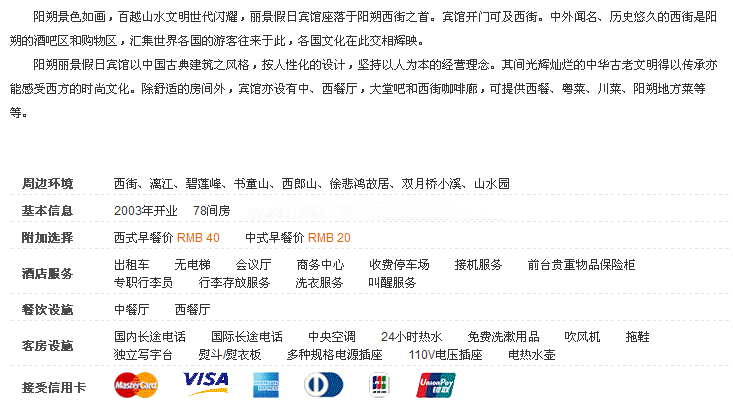 阳朔景色如画，百越山水文明世代闪耀，丽景假日宾馆座落于阳朔西街之首。宾馆开门可及西街。中外闻名、历史悠久的西街是阳
朔的酒吧区和购物区，汇集世界各国的游客往来于此，各国文化在此交相辉映。
阳朔丽景假日宾馆以中国古典建筑之风格，按人性化的设计，坚持以人为本的经营理念。其间光辉灿烂的中华古老文明得以传承亦
能感受西方的时尚文化。除舒适的房间外，宾馆亦设有中、西餐厅，大堂吧和西街咖啡廊，可提供西餐、粤菜、川菜、阳朔地方菜等
等。
周边环境 西街、漓江、碧莲峰、书童山、西郎山、徐悲鸿故居、双月桥小溪、山水园
基本信息 2003年开业 78间房
附加选择 西式早餐价 RMB 40 中式早餐价 RMB 20
酒店服务 出租车 无电梯 会议厅 商务中心 收费停车场 接机服务 前台贵重物品保险柜
专职行李员 行李存放服务 洗衣服务 叫醒服务
餐饮设施 中餐厅 西餐厅
客房设施 国内长途电话 国际长途电话 中央空调 24小时热水 免费洗漱用品 吹风机 拖鞋
独立写字台 熨斗/熨衣板 多种规格电源插座 110V电压插座 电热水壶
接受信用卡 MasterCard VISA AMERICAN EXPRESS JCB UnionPay 银联